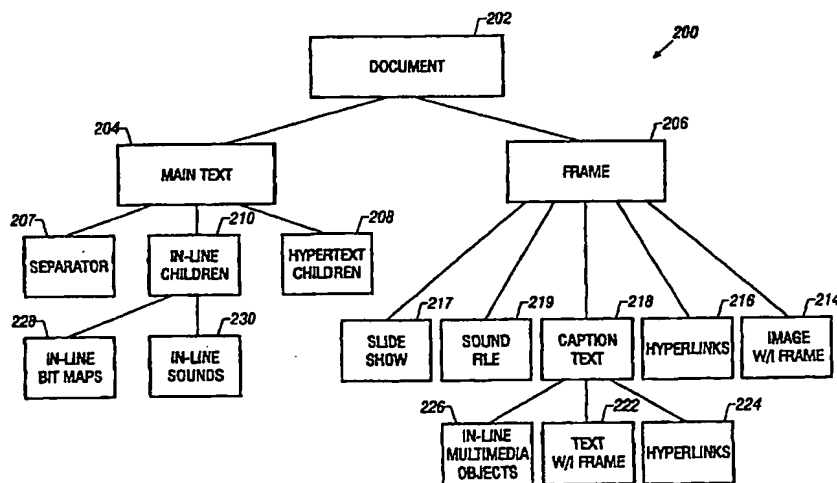 202
200
DOCUMENT
204
206
MAIN TEXT
FRAME
207
210
208
SEPARATOR
IN-LINE
CHILDREN
HYPERTEXT
CHILDREN
217
219
218
216
214
SLIDE
SHOW
SOUND
FILE
CAPTION
TEXT
HYPERLINKS
IMAGE
W/I FRAME
228
230
IN-LINE
BIT MAPS
IN-LINE
SOUNDS
226
222
224
IN-LINE
MULTIMEDIA
OBJECTS
TEXT
W/I FRAME
HYPERLINKS